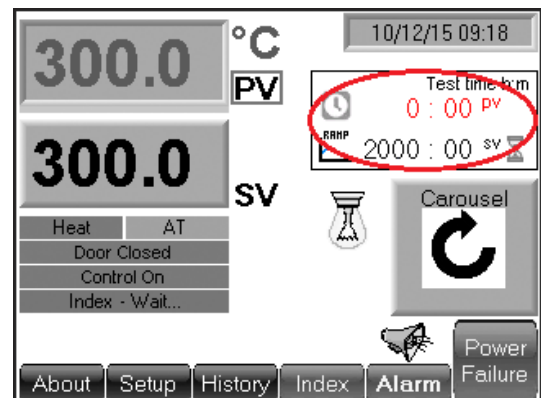 300.0
°C
PV
10/12/15 09:18
Test time h:m
0 : 00 PV
RAMP
2000 : 00 SV
300.0
SV
Heat AT
Door Closed
Control On
Index - Wait...
Carousel
About Setup History Index Alarm Power Failure